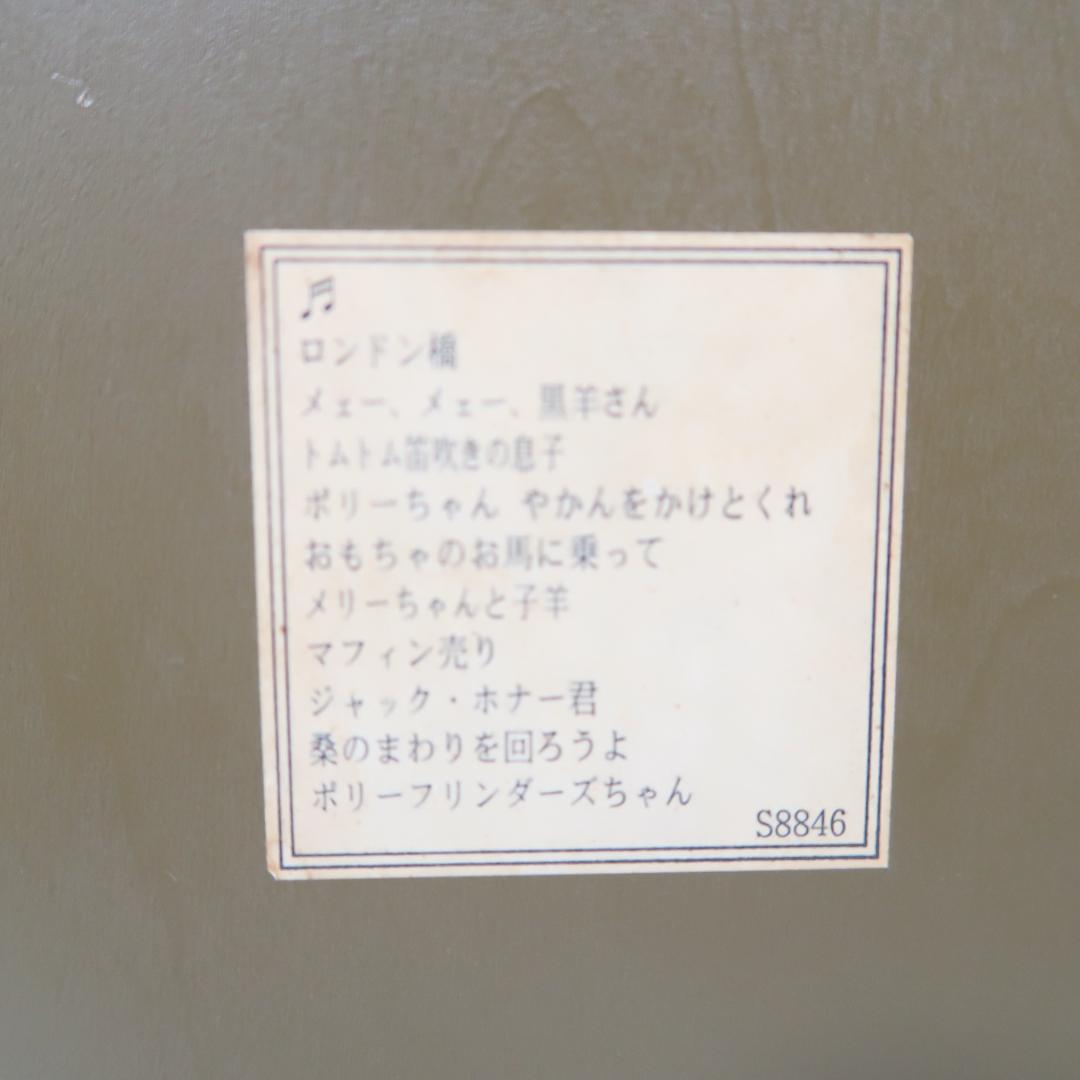 ♬
ロンドン橋
メェー、メェー、黒羊さん
トムトム笛吹きの息子
ポリーちゃん やかんをかけとくれ
おもちゃのお馬に乗って
メリーちゃんと子羊
マフィン売り
ジャック・ホナー君
桑のまわりを回ろうよ
ポリーフリンダーズちゃん
S8846